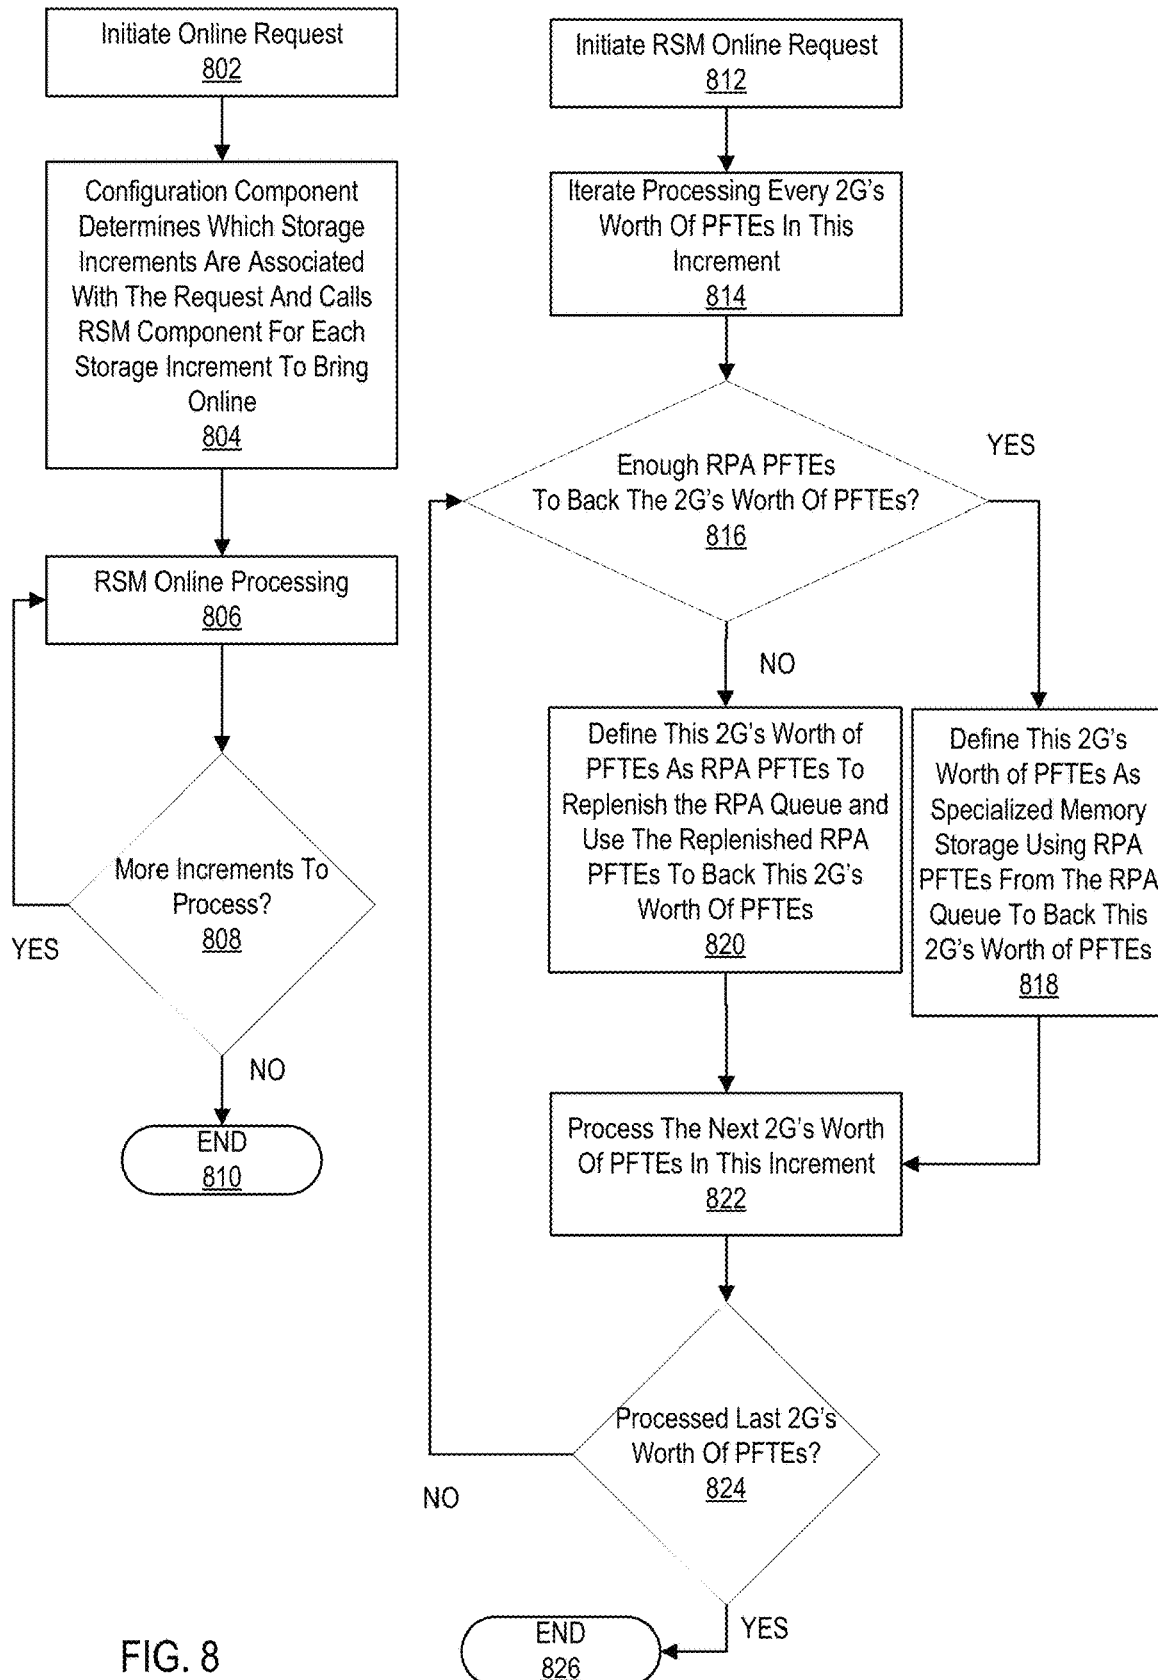 Initiate Online Request
802
Configuration Component
Determines Which Storage
Increments Are Associated
With The Request And Calls
RSM Component For Each
Storage Increment To Bring
Online
804
RSM Online Processing
806
More Increments To
Process?
808
YES
NO
END
810
Initiate RSM Online Request
812
Iterate Processing Every 2G's
Worth Of PFTEs In This
Increment
814
Enough RPA PFTEs
To Back The 2G's Worth Of PFTEs?
816
YES
NO
Define This 2G's Worth of
PFTEs As RPA PFTEs To
Replenish the RPA Queue and
Use The Replenished RPA
PFTEs To Back This 2G's
Worth Of PFTEs
820
Define This 2G's
Worth of PFTEs As
Specialized Memory
Storage Using RPA
PFTEs From The RPA
Queue To Back This
2G's Worth of PFTEs
818
Process The Next 2G's Worth
Of PFTEs In This Increment
822
Processed Last 2G's
Worth Of PFTEs?
824
NO
YES
END
826
FIG. 8